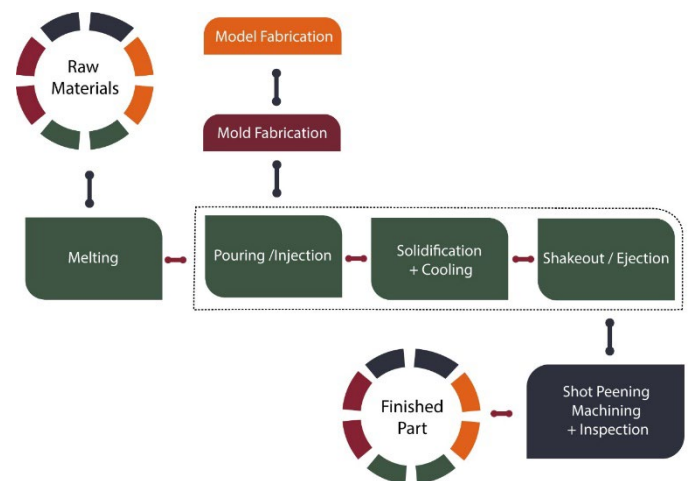 Raw
Materials
Model Fabrication
Mold Fabrication
Melting
Pouring /Injection
Solidification
+ Cooling
Shakeout / Ejection
Finished
Part
Shot Peening
Machining
+ Inspection